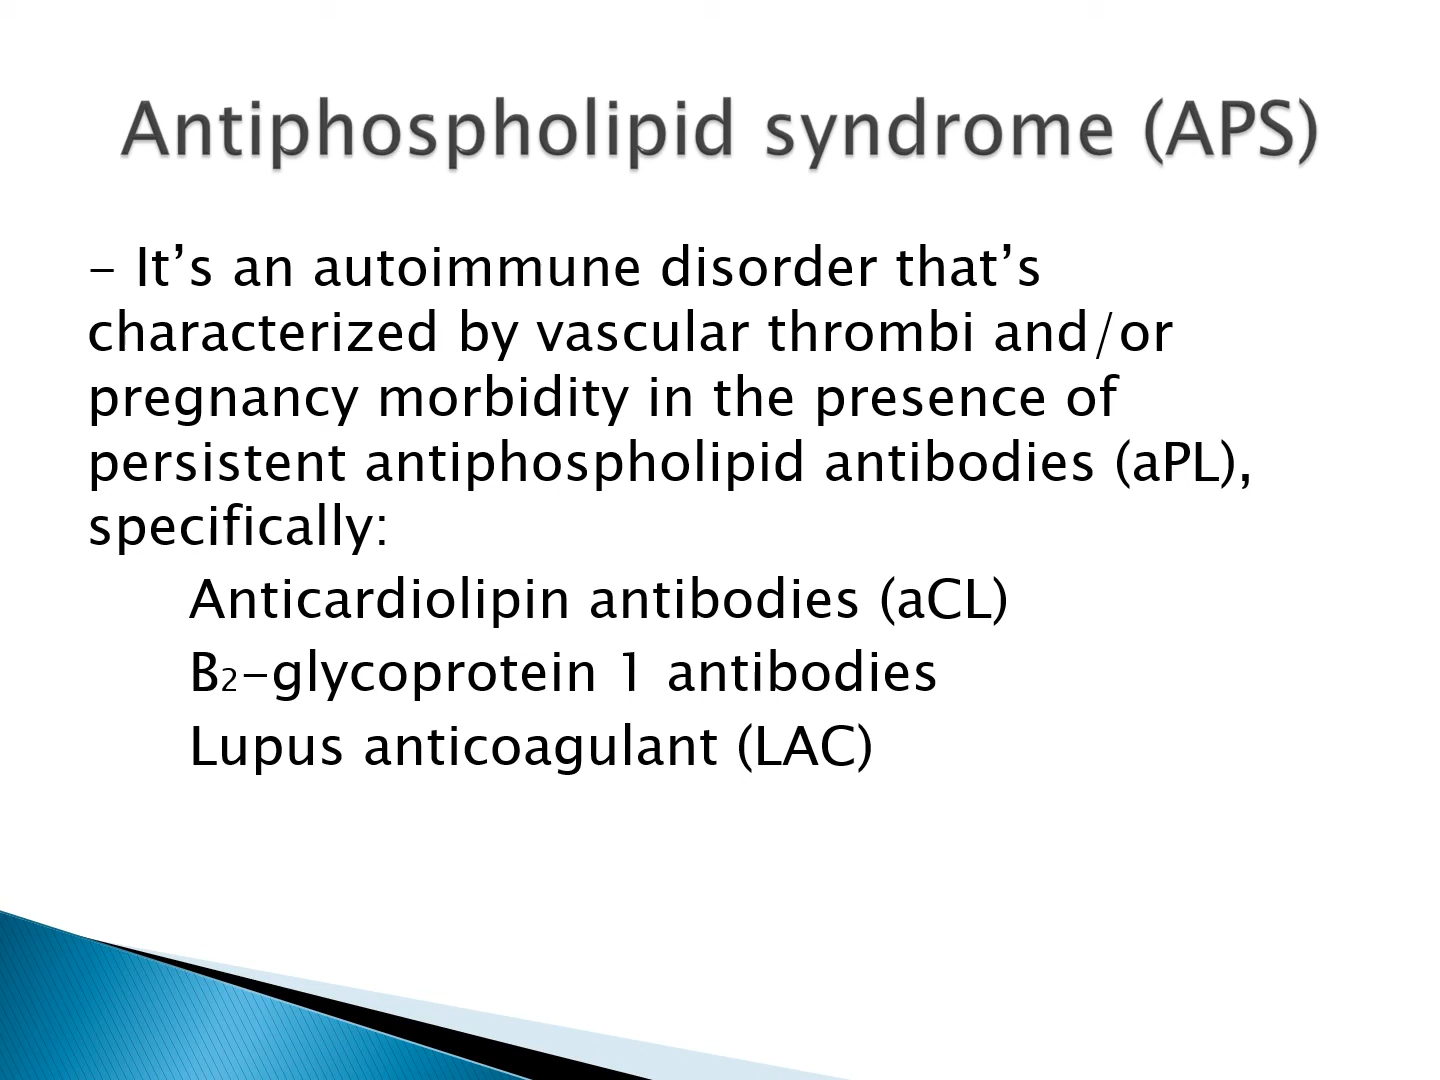 Antiphospholipid syndrome (APS)
- It’s an autoimmune disorder that’s
characterized by vascular thrombi and/or
pregnancy morbidity in the presence of
persistent antiphospholipid antibodies (aPL),
specifically:
Anticardiolipin antibodies (aCL)
B₂-glycoprotein 1 antibodies
Lupus anticoagulant (LAC)